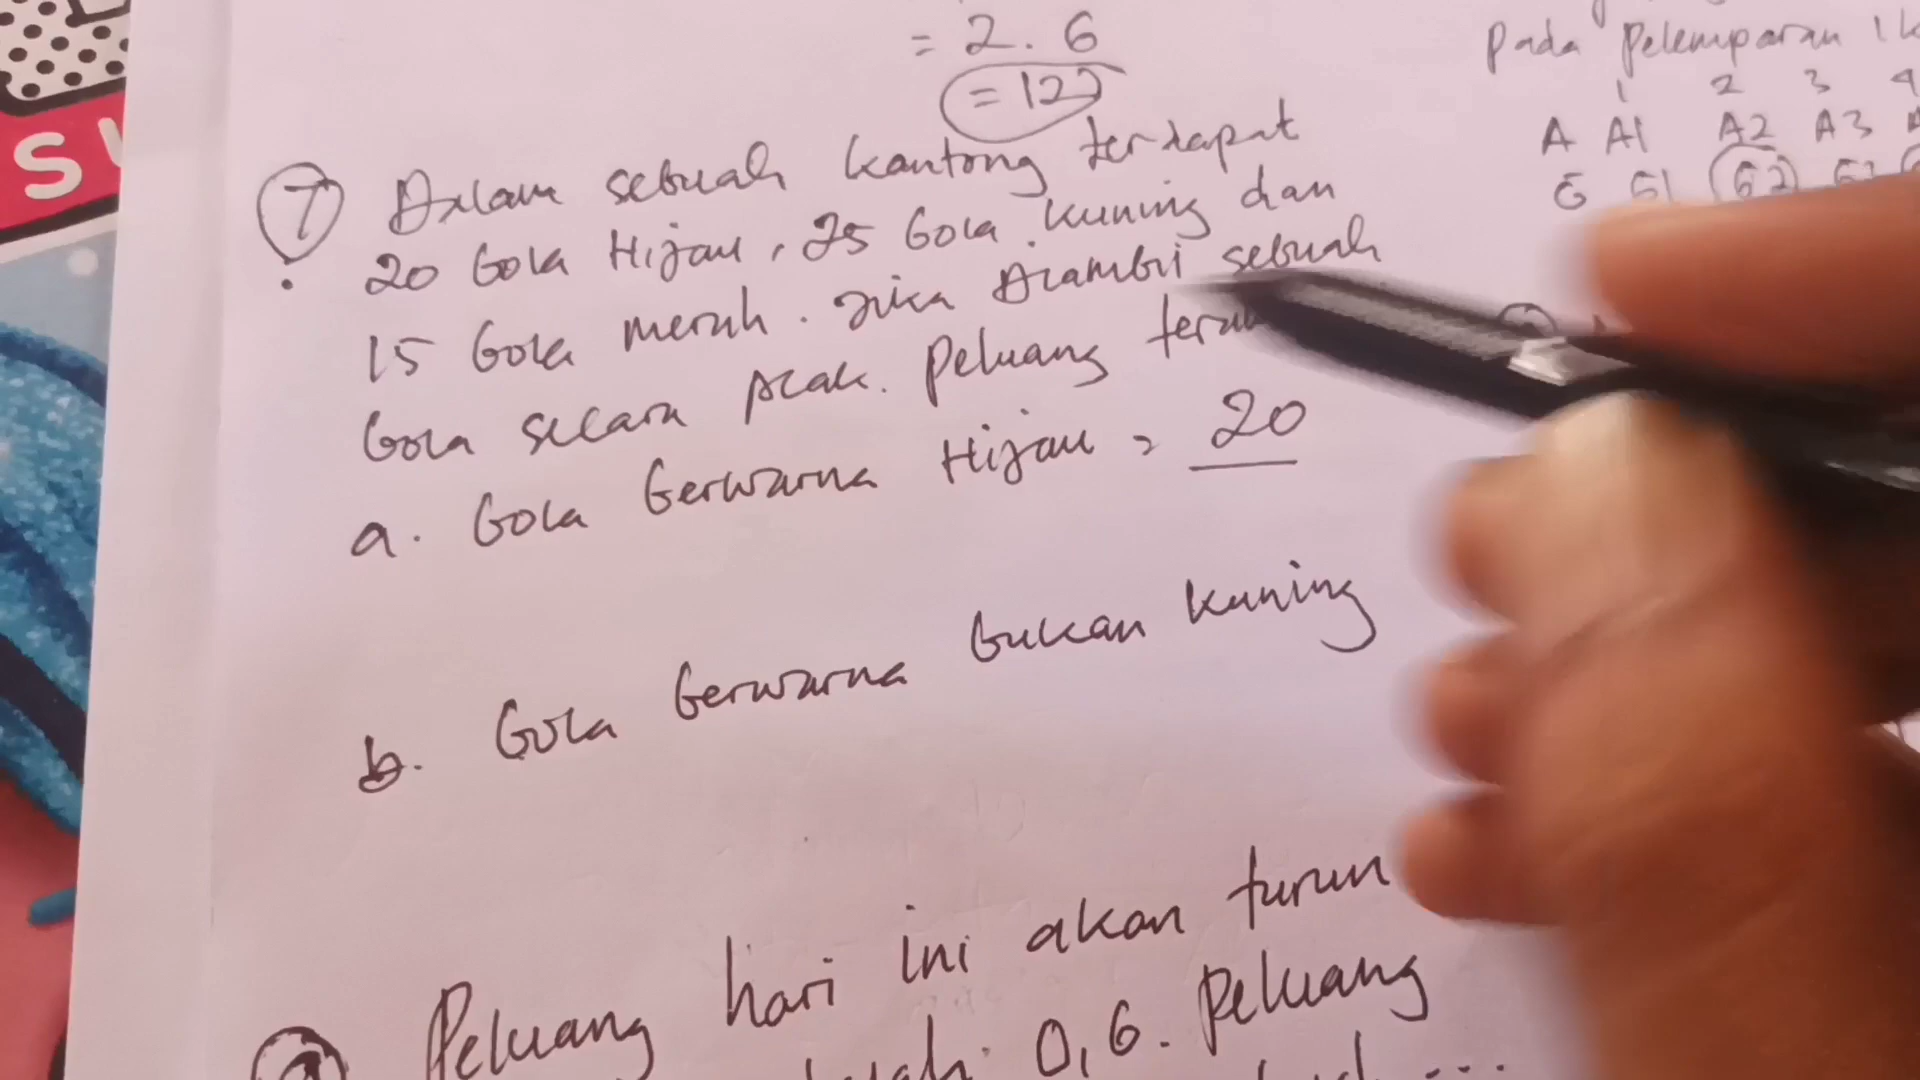 = 2 . 6
= 12
7 Dalam sebuah kantong terdapat
20 bola Hijau, 25 bola kuning dan
15 bola merah. Jika Diambil sebuah
bola secara Acak. Peluang
a. bola berwarna Hijau = 20
b. bola berwarna bukan kuning
Peluang hari ini akan turun
0,6. Peluang
...
Pada Pelemparan 1
1 2 3 4
A A1 A2 A3
G G1 G2 G3
S